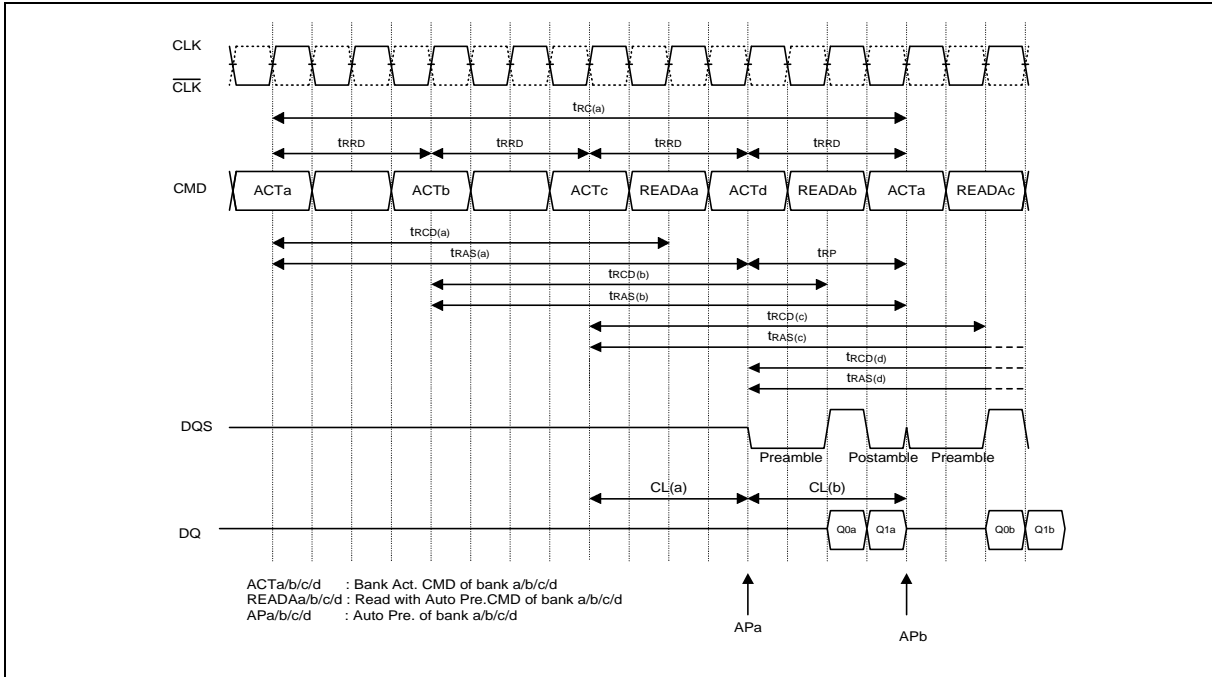 CLK
CLK
tRC(a)
tRRD tRRD tRRD tRRD
CMD ACTa ACTb ACTc READAa ACTd READAb ACTa READAc
tRCD(a)
tRAS(a) tRP
tRCD(b)
tRAS(b)
tRCD(c)
tRAS(c)
tRCD(d)
tRAS(d)
DQS
Preamble Postamble Preamble
CL(a) CL(b)
DQ Q0a Q1a Q0b Q1b
ACTa/b/c/d : Bank Act. CMD of bank a/b/c/d
READAa/b/c/d : Read with Auto Pre.CMD of bank a/b/c/d
APa/b/c/d : Auto Pre. of bank a/b/c/d
APa APb